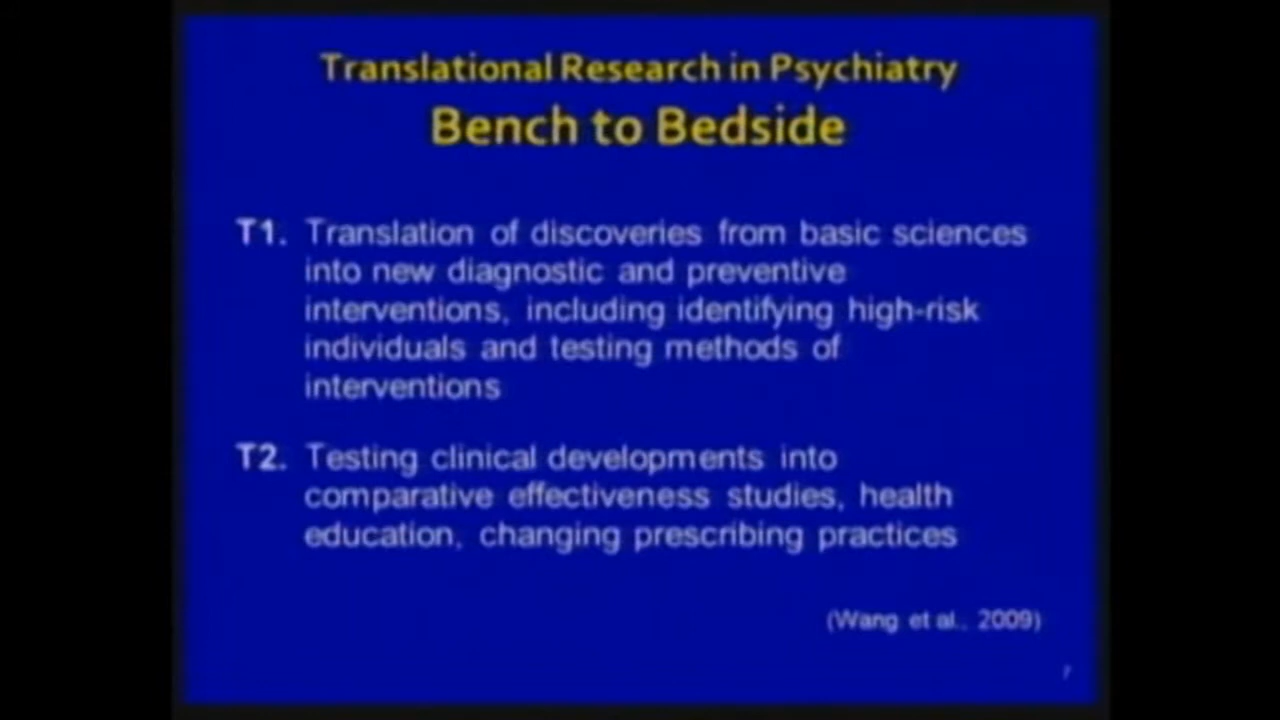 Translational Research in Psychiatry
Bench to Bedside
T1. Translation of discoveries from basic sciences
into new diagnostic and preventive
interventions, including identifying high-risk
individuals and testing methods of
interventions
T2. Testing clinical developments into
comparative effectiveness studies, health
education, changing prescribing practices
(Wang et al., 2009)
7